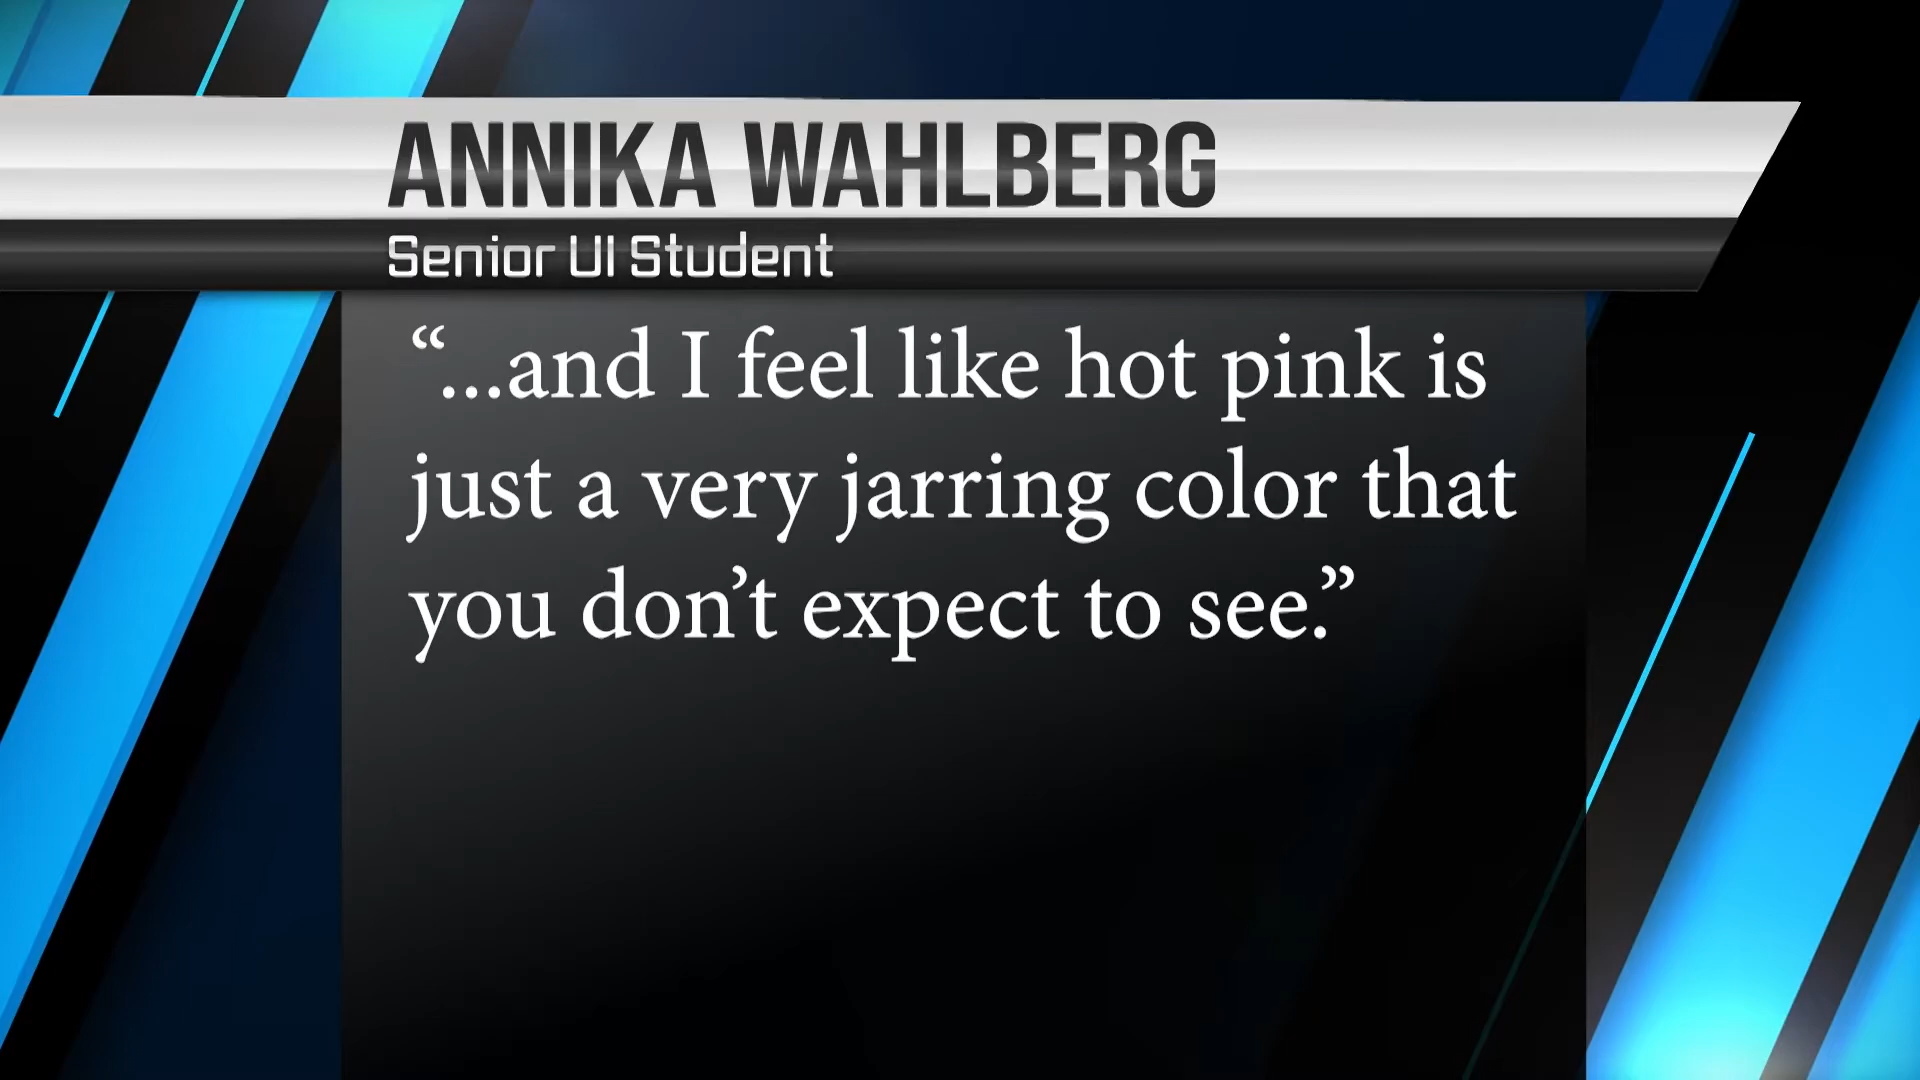 ANNIKA WAHLBERG
Senior UI Student
“...and I feel like hot pink is
just a very jarring color that
you don’t expect to see.”